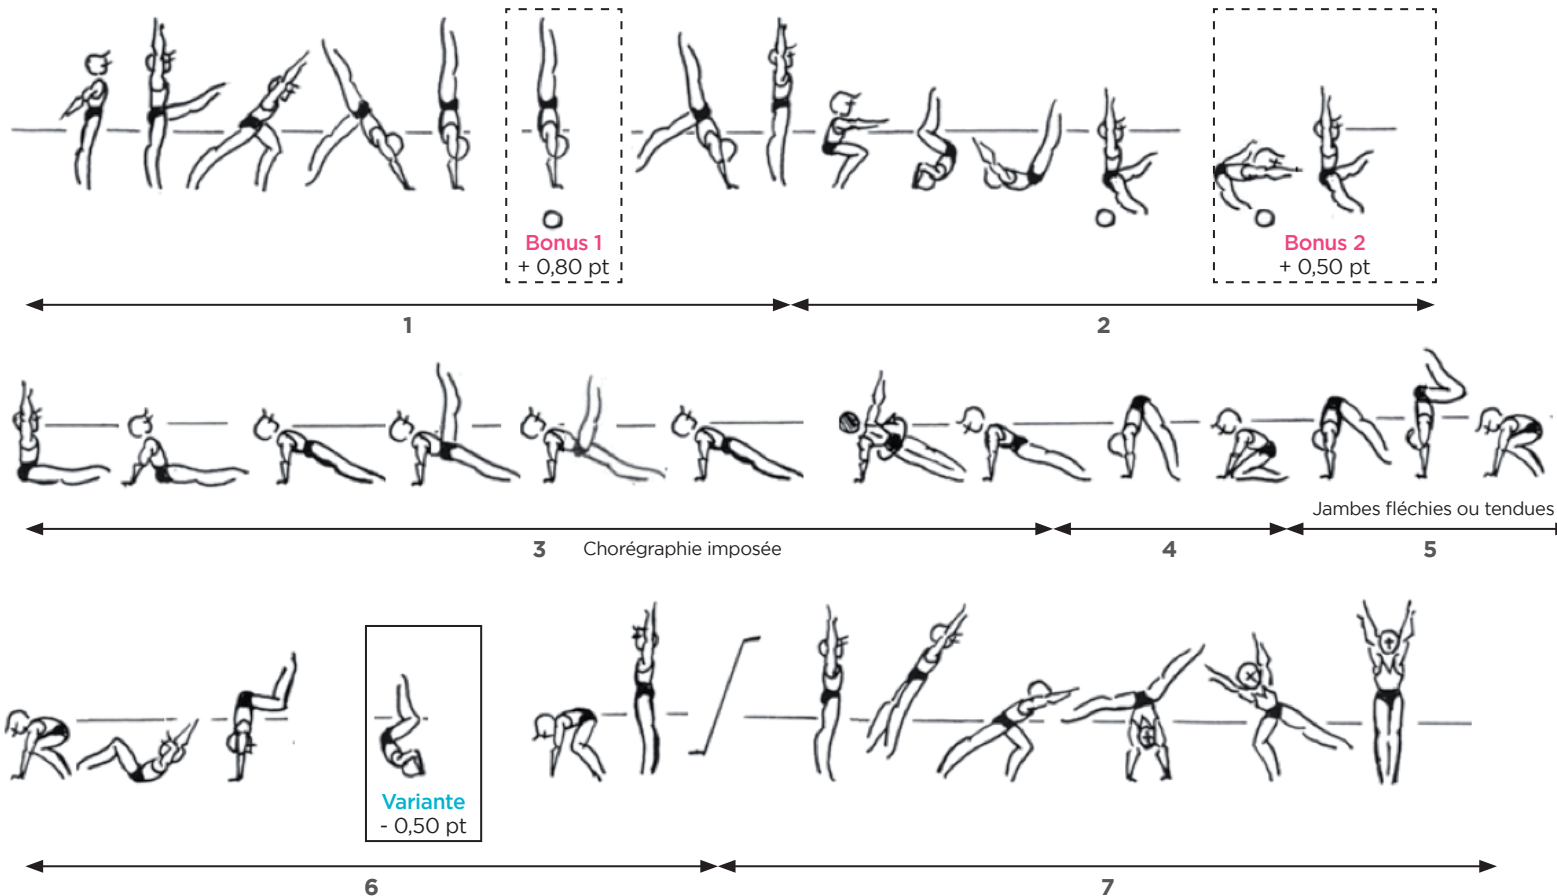 Bonus 1
+ 0,80 pt
Bonus 2
+ 0,50 pt
1
2
Jambes fléchies ou tendues
3 Chorégraphie imposée
4
5
Variante
- 0,50 pt
6
7